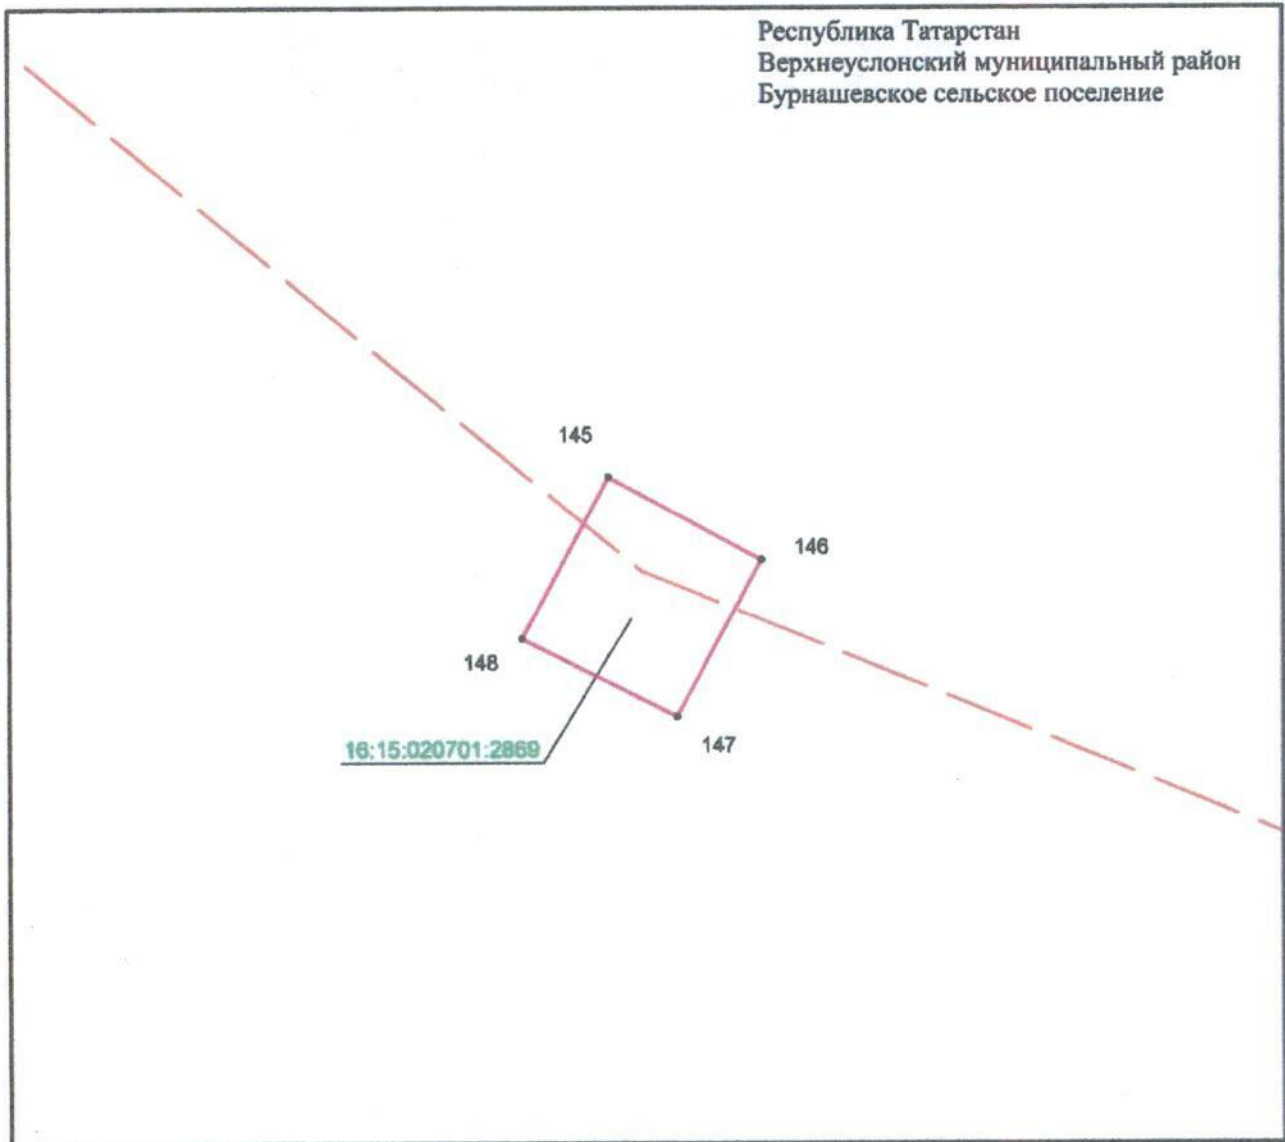 Республика Татарстан
Верхнеуслонский муниципальный район
Бурнашевское сельское поселение
145
146
148
147
16:15:020701:2869